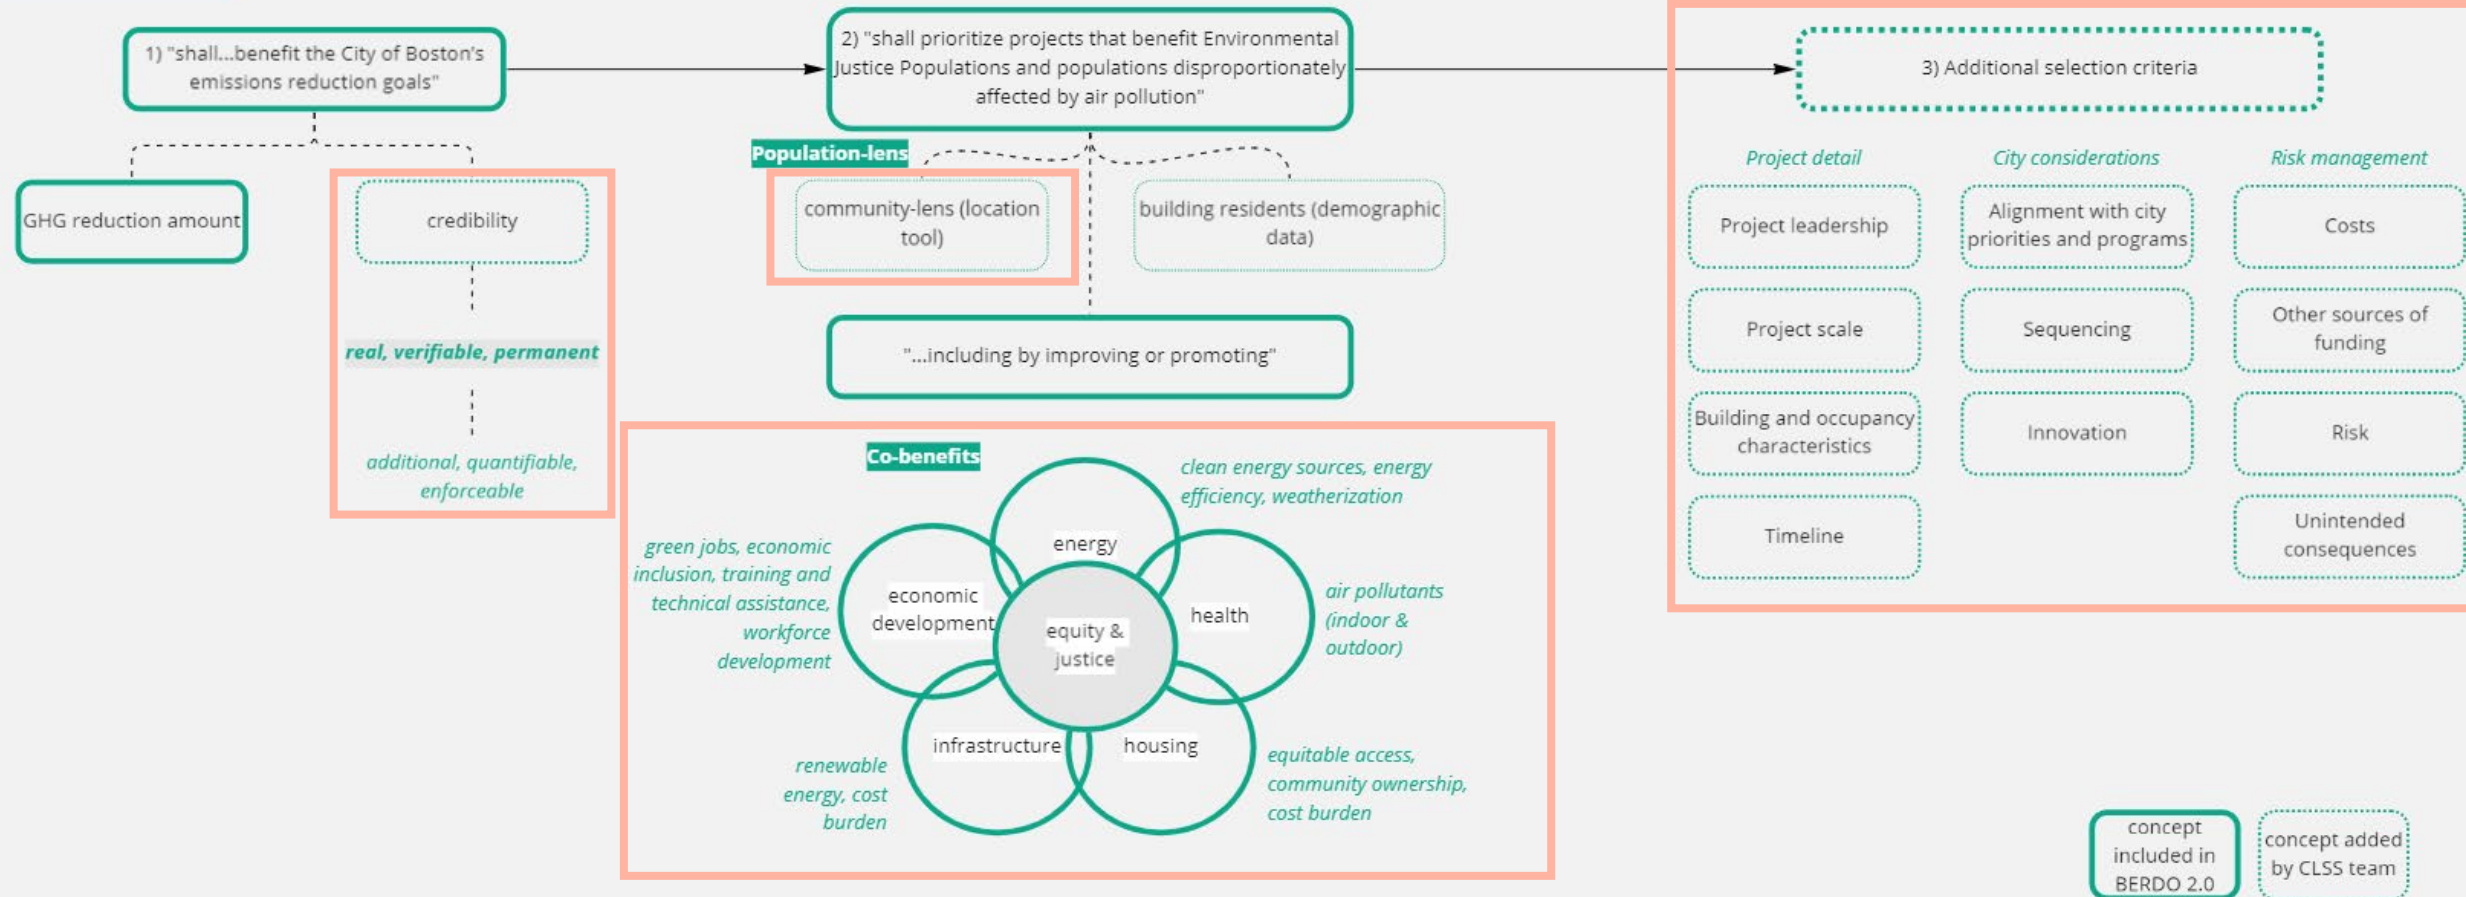 1) "shall...benefit the City of Boston's
emissions reduction goals"
2) "shall prioritize projects that benefit Environmental
Justice Populations and populations disproportionately
affected by air pollution"
3) Additional selection criteria
GHG reduction amount
credibility
real, verifiable, permanent
additional, quantifiable,
enforceable
Population-lens
community-lens (location
tool)
building residents (demographic
data)
"...including by improving or promoting"
Co-benefits
energy
clean energy sources, energy
efficiency, weatherization
economic
development
green jobs, economic
inclusion, training and
technical assistance,
workforce
development
equity &
justice
health
air pollutants
(indoor &
outdoor)
infrastructure
renewable
energy, cost
burden
housing
equitable access,
community ownership,
cost burden
Project detail
Project leadership
Project scale
Building and occupancy
characteristics
Timeline
City considerations
Alignment with city
priorities and programs
Sequencing
Innovation
Risk management
Costs
Other sources of
funding
Risk
Unintended
consequences
concept
included in
BERDO 2.0
concept added
by CLSS team